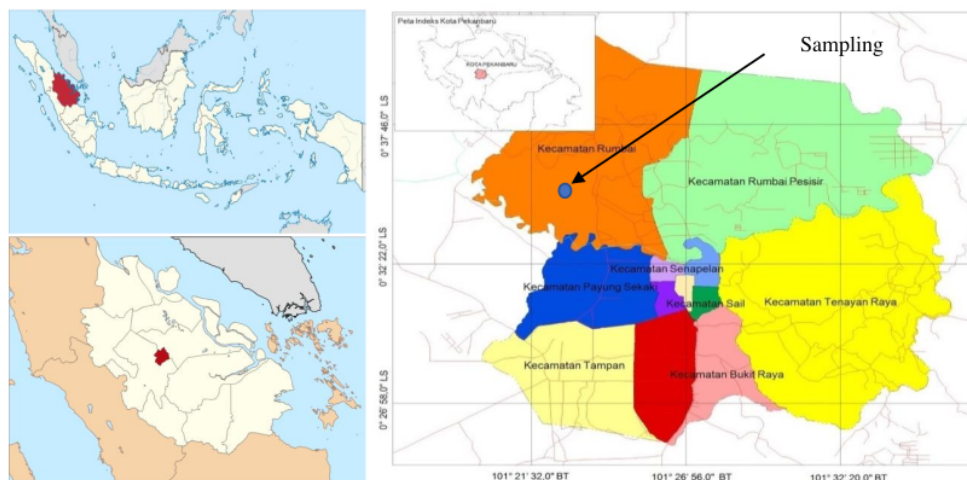 Peta Indeks Kota Pekanbaru
KOTA PEKANBARU
Sampling
Kecamatan Rumbai
Kecamatan Rumbai Pesisir
Kecamatan Senapelan
Kecamatan Payung Sekaki
Kecamatan Sail
Kecamatan Tenayan Raya
Kecamatan Tampan
Kecamatan Bukit Raya
0° 37' 46,0" LS
0° 32' 22,0" LS
0° 26' 58,0" LS
101° 21' 32,0" BT
101° 26' 56,0" BT
101° 32' 20,0" BT